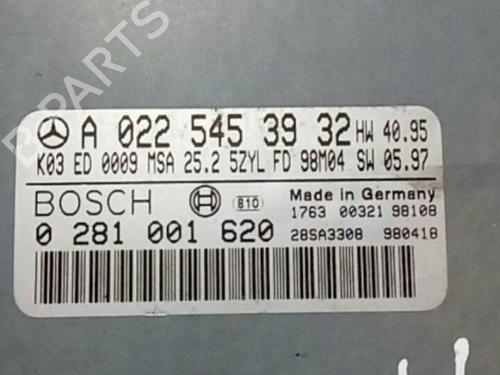 B PARTS
A 022 545 39 32 HW 40.95
K03 ED 0009 MSA 25.2 5ZYL FD 98M04 SW 05.97
BOSCH 810 Made in Germany
1763 00321 98108
0 281 001 620 28SA3308 980418